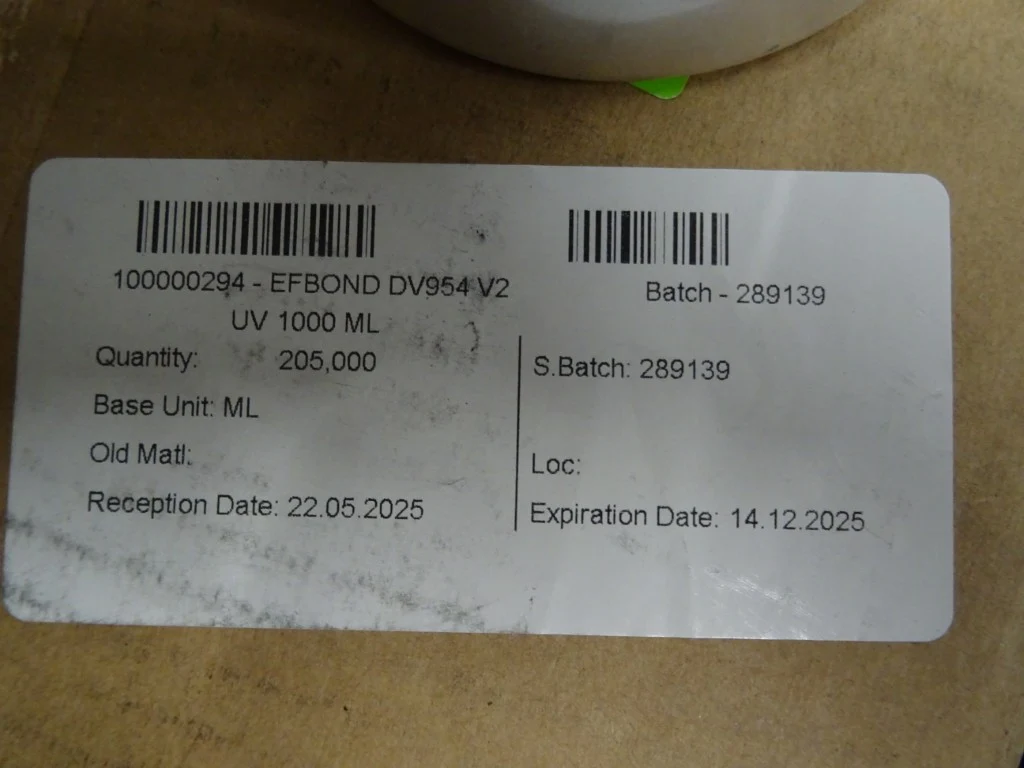 100000294 - EFBOND DV954 V2
UV 1000 ML
Quantity: 205,000
Base Unit: ML
Old Matl:
Reception Date: 22.05.2025
Batch - 289139
S.Batch: 289139
Loc:
Expiration Date: 14.12.2025